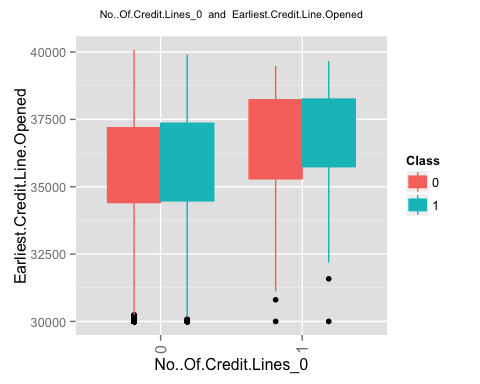 No..Of.Credit.Lines_0 and Earliest.Credit.Line.Opened
Earliest.Credit.Line.Opened
40000
37500
35000
32500
30000
0
1
No..Of.Credit.Lines_0
Class
0
1